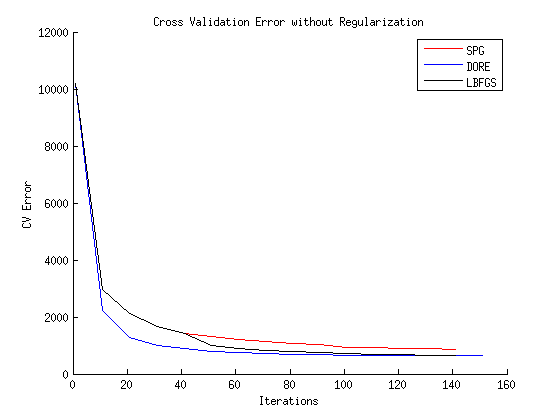 Cross Validation Error without Regularization
12000
10000
8000
6000
4000
2000
0
CV Error
SPG
DORE
LBFGS
0 20 40 60 80 100 120 140 160
Iterations